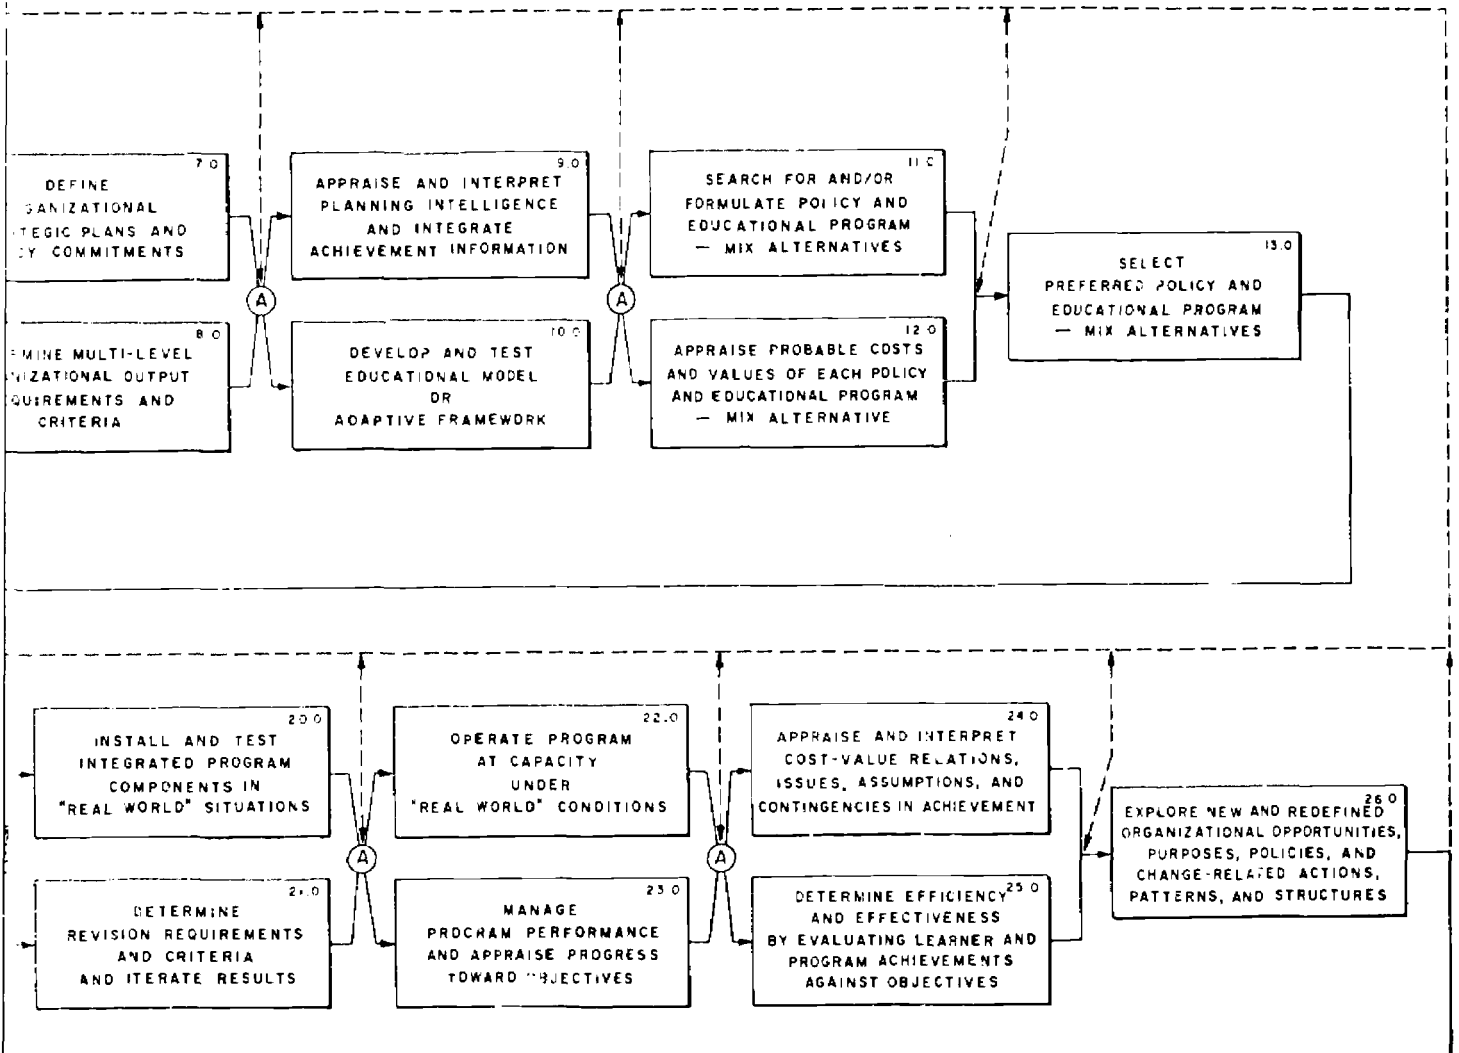 7.0
DEFINE
GANIZATIONAL
TEGIC PLANS AND
CY COMMITMENTS
A
9.0
APPRAISE AND INTERPRET
PLANNING INTELLIGENCE
AND INTEGRATE
ACHIEVEMENT INFORMATION
A
11.0
SEARCH FOR AND/OR
FORMULATE POLICY AND
EDUCATIONAL PROGRAM
— MIX ALTERNATIVES
13.0
SELECT
PREFERRED POLICY AND
EDUCATIONAL PROGRAM
— MIX ALTERNATIVES
8.0
MINE MULTI-LEVEL
NIZATIONAL OUTPUT
QUIREMENTS AND
CRITERIA
10.0
DEVELOP AND TEST
EDUCATIONAL MODEL
OR
ADAPTIVE FRAMEWORK
12.0
APPRAISE PROBABLE COSTS
AND VALUES OF EACH POLICY
AND EDUCATIONAL PROGRAM
— MIX ALTERNATIVE
20.0
INSTALL AND TEST
INTEGRATED PROGRAM
COMPONENTS IN
"REAL WORLD" SITUATIONS
A
22.0
OPERATE PROGRAM
AT CAPACITY
UNDER
"REAL WORLD" CONDITIONS
A
24.0
APPRAISE AND INTERPRET
COST-VALUE RELATIONS,
ISSUES, ASSUMPTIONS, AND
CONTINGENCIES IN ACHIEVEMENT
26.0
EXPLORE NEW AND REDEFINED
ORGANIZATIONAL OPPORTUNITIES,
PURPOSES, POLICIES, AND
CHANGE-RELATED ACTIONS,
PATTERNS, AND STRUCTURES
21.0
DETERMINE
REVISION REQUIREMENTS
AND CRITERIA
AND ITERATE RESULTS
23.0
MANAGE
PROGRAM PERFORMANCE
AND APPRAISE PROGRESS
TOWARD OBJECTIVES
25.0
DETERMINE EFFICIENCY
AND EFFECTIVENESS
BY EVALUATING LEARNER AND
PROGRAM ACHIEVEMENTS
AGAINST OBJECTIVES